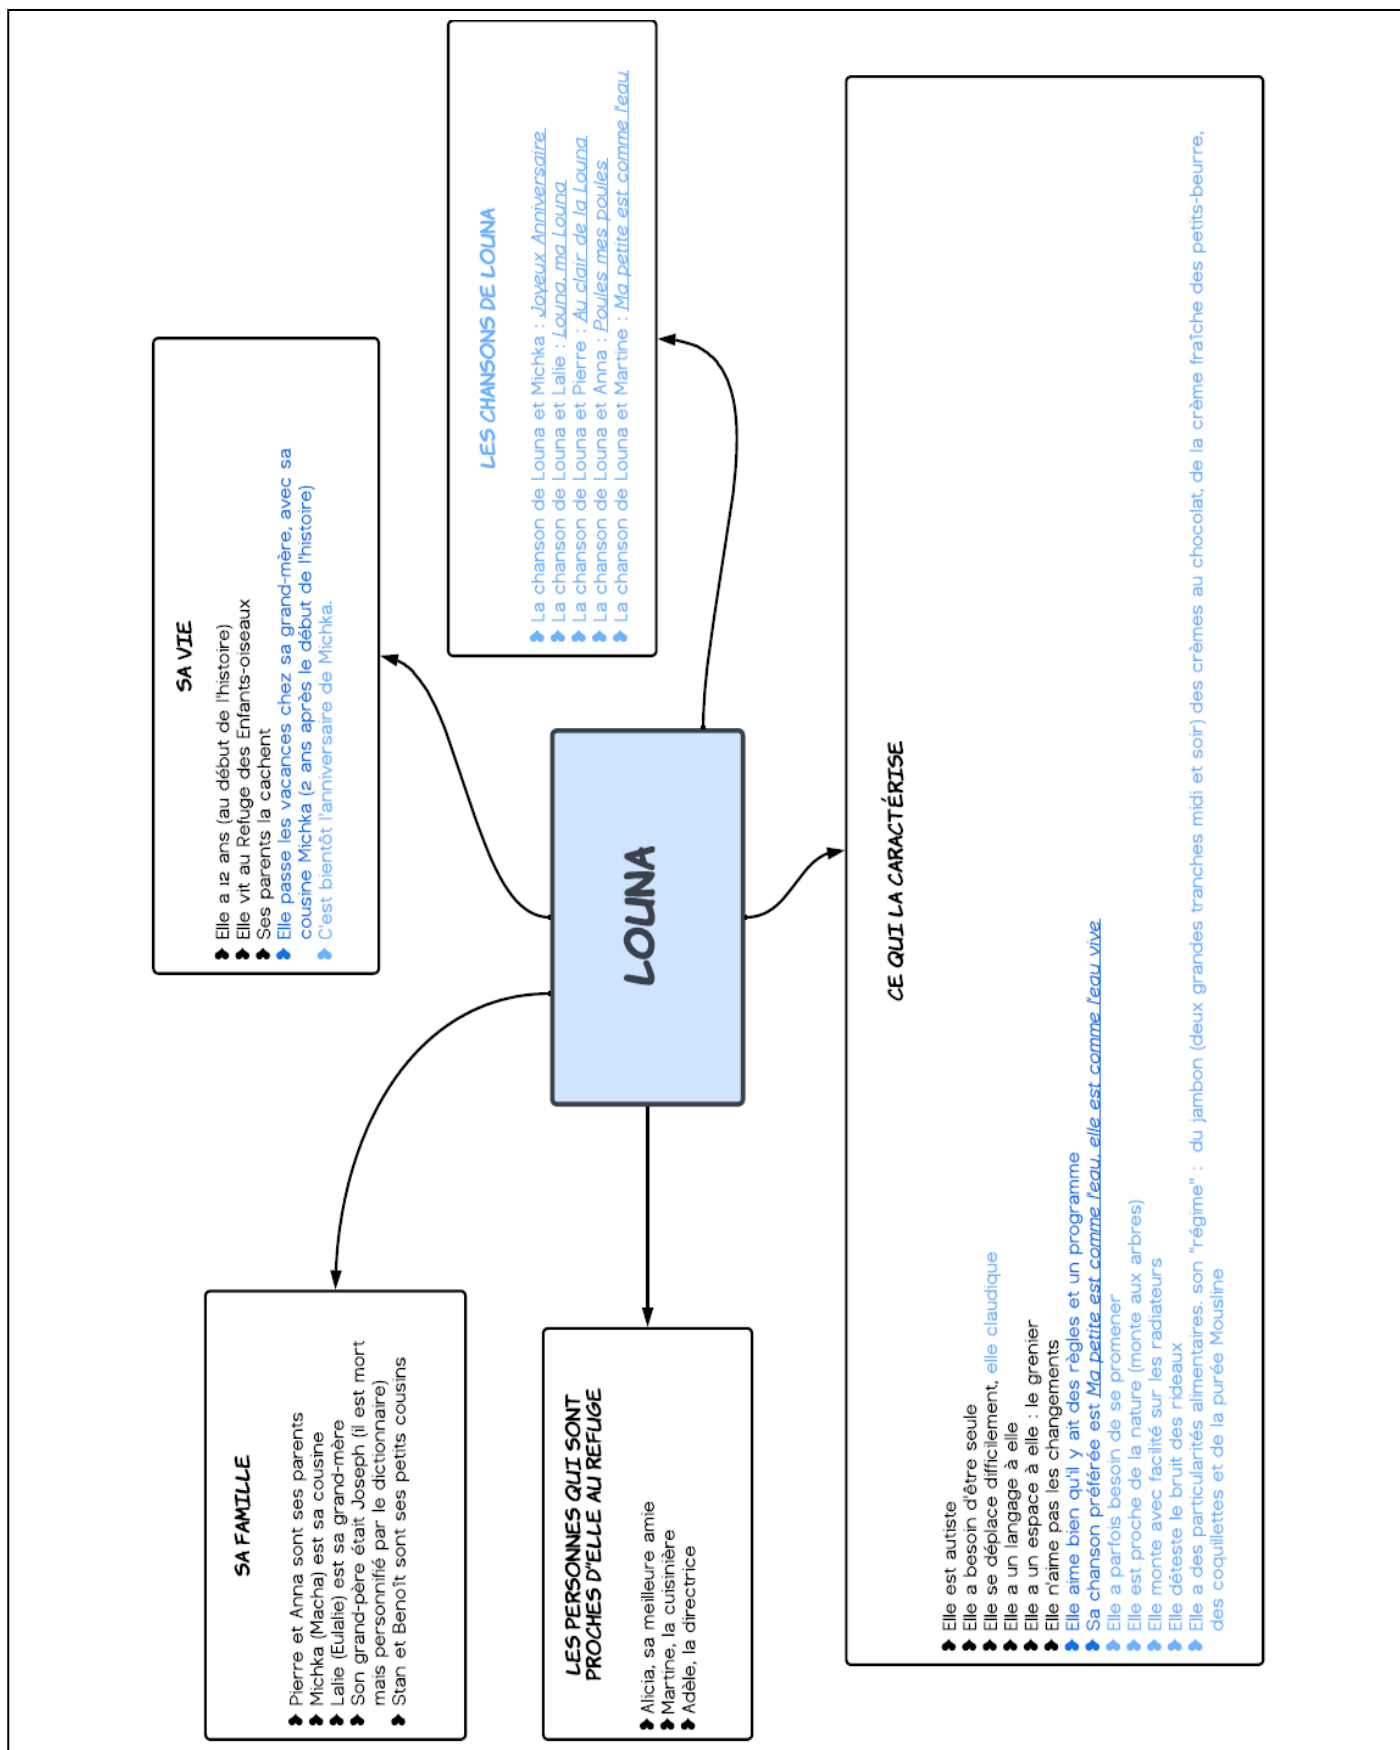 SA FAMILLE
❥ Pierre et Anna sont ses parents
❥ Michka (Macha) est sa cousine
❥ Lalie (Eulalie) est sa grand-mère
❥ Son grand-père était Joseph (il est mort
mais personnifié par le dictionnaire)
❥ Stan et Benoît sont ses petits cousins
SA VIE
❥ Elle a 12 ans (au début de l'histoire)
❥ Elle vit au Refuge des Enfants-oiseaux
❥ Ses parents la cachent
❥ Elle passe les vacances chez sa grand-mère, avec sa
cousine Michka (2 ans après le début de l'histoire)
❥ C'est bientôt l'anniversaire de Michka.
LES CHANSONS DE LOUNA
❥ La chanson de Louna et Michka : Joyeux Anniversaire
❥ La chanson de Louna et Lalie : Louna, ma Louna
❥ La chanson de Louna et Pierre : Au clair de la Louna
❥ La chanson de Louna et Anna : Poules mes poules
❥ La chanson de Louna et Martine : Ma petite est comme l'eau
LOUNA
LES PERSONNES QUI SONT
PROCHES D'ELLE AU REFUGE
❥ Alicia, sa meilleure amie
❥ Martine, la cuisinière
❥ Adèle, la directrice
CE QUI LA CARACTÉRISE
❥ Elle est autiste
❥ Elle a besoin d'être seule
❥ Elle se déplace difficilement, elle claudique
❥ Elle a un langage à elle
❥ Elle a un espace à elle : le grenier
❥ Elle n'aime pas les changements
❥ Elle aime bien qu'il y ait des règles et un programme
❥ Sa chanson préférée est Ma petite est comme l'eau, elle est comme l'eau vive
❥ Elle a parfois besoin de se promener
❥ Elle est proche de la nature (monte aux arbres)
❥ Elle monte avec facilité sur les radiateurs
❥ Elle déteste le bruit des rideaux
❥ Elle a des particularités alimentaires. son "régime" : du jambon (deux grandes tranches midi et soir) des crèmes au chocolat, de la crème fraîche des petits-beurre,
des coquillettes et de la purée Mousline